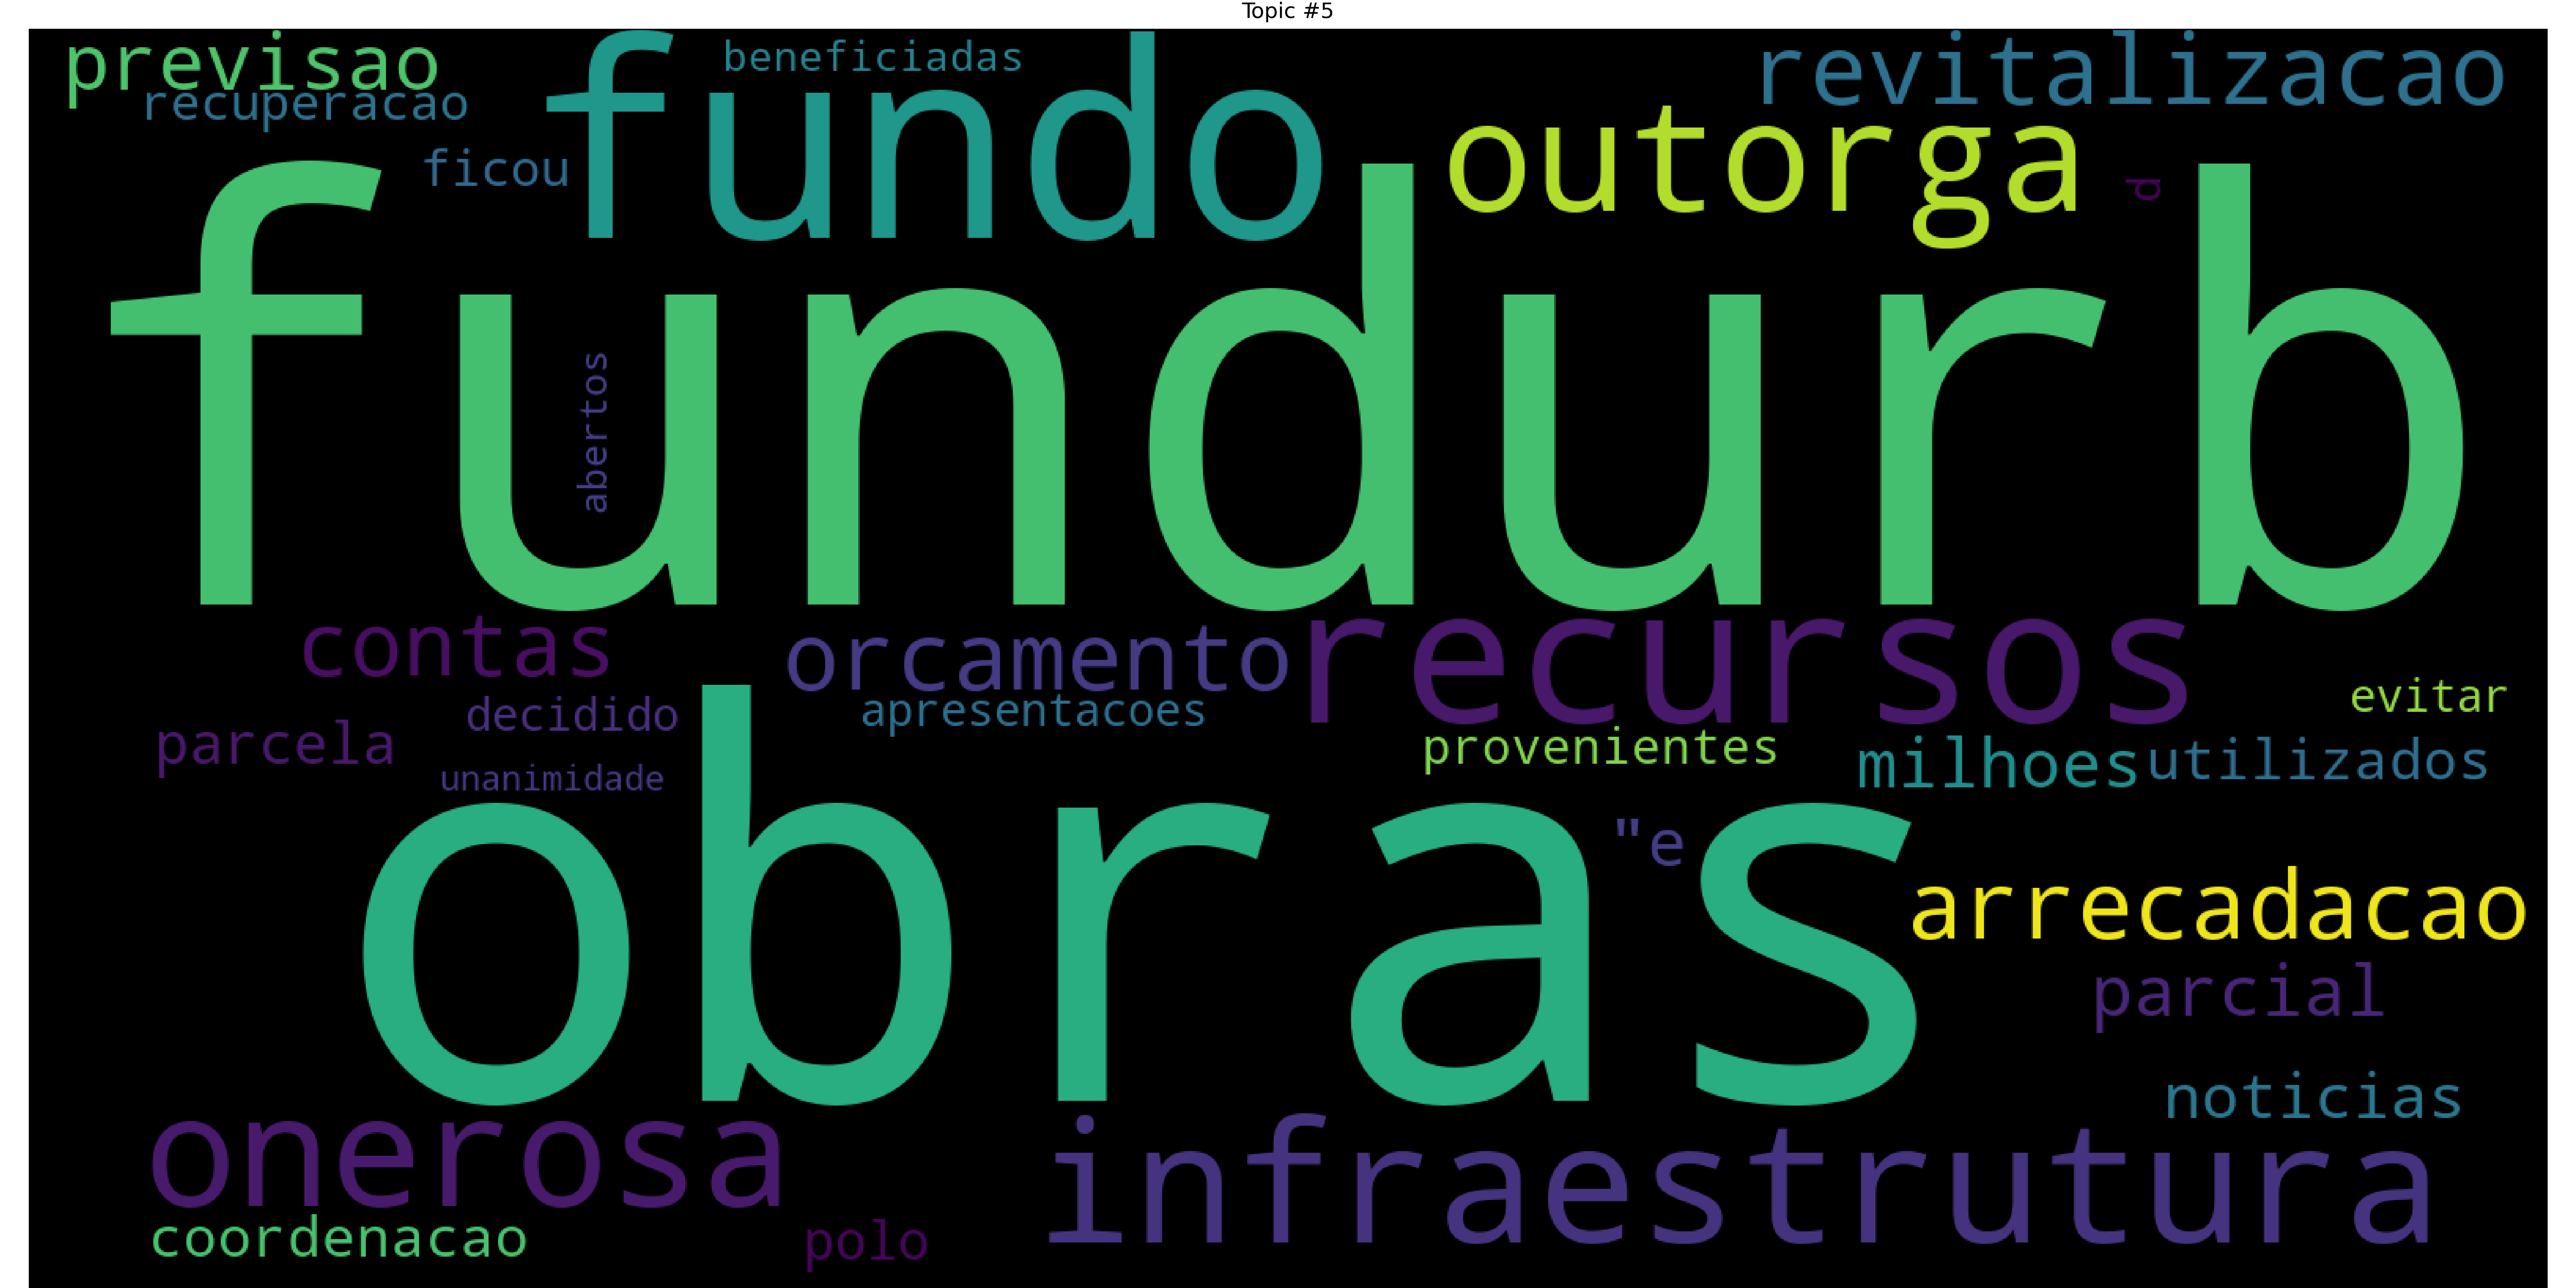 Topic #5
previsao
beneficiadas
revitalizacao
recuperacao
fundo
outorga
ficou
d
fundurb
abertos
contas
orcamento
recursos
decidido
apresentacoes
evitar
parcela
provenientes
milhoes
utilizados
unanimidade
obras
"e
arrecadacao
parcial
noticias
onerosa
infraestrutura
coordenacao
polo